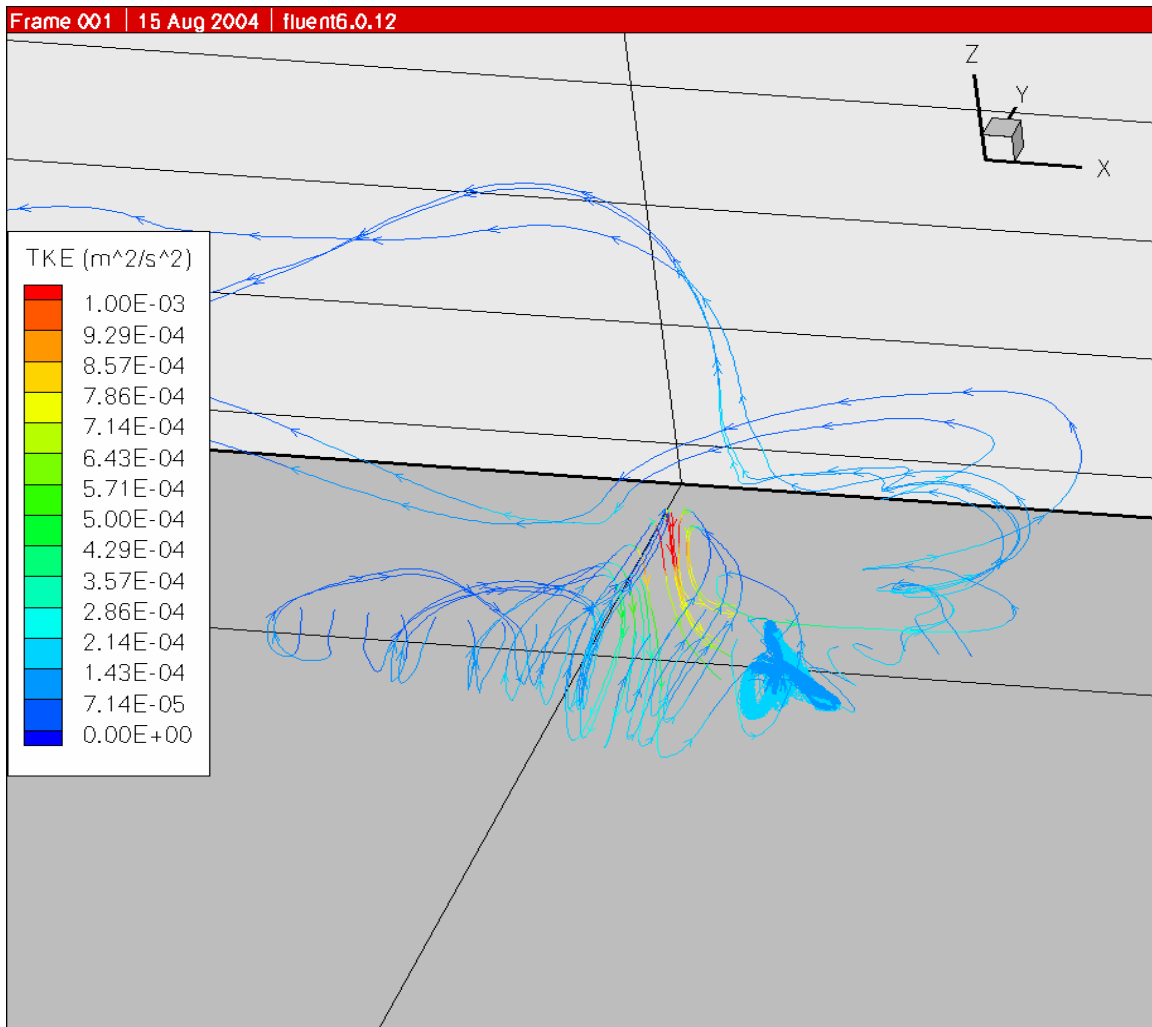 Frame 001 | 15 Aug 2004 | fluent6.0.12
Z
Y
X
TKE (m^2/s^2)
1.00E-03
9.29E-04
8.57E-04
7.86E-04
7.14E-04
6.43E-04
5.71E-04
5.00E-04
4.29E-04
3.57E-04
2.86E-04
2.14E-04
1.43E-04
7.14E-05
0.00E+00